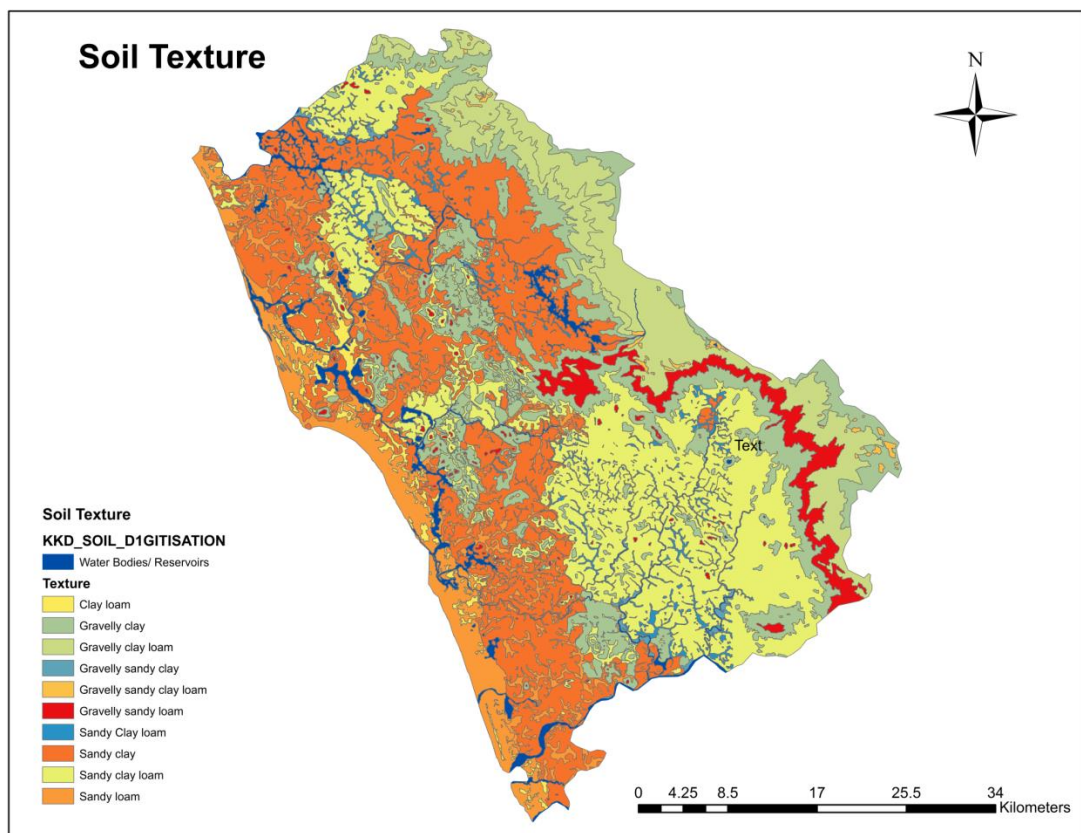 Soil Texture
N
Text
Soil Texture
KKD_SOIL_D1GITISATION
Water Bodies/ Reservoirs
Texture
Clay loam
Gravelly clay
Gravelly clay loam
Gravelly sandy clay
Gravelly sandy clay loam
Gravelly sandy loam
Sandy Clay loam
Sandy clay
Sandy clay loam
Sandy loam
0 4.25 8.5 17 25.5 34
Kilometers